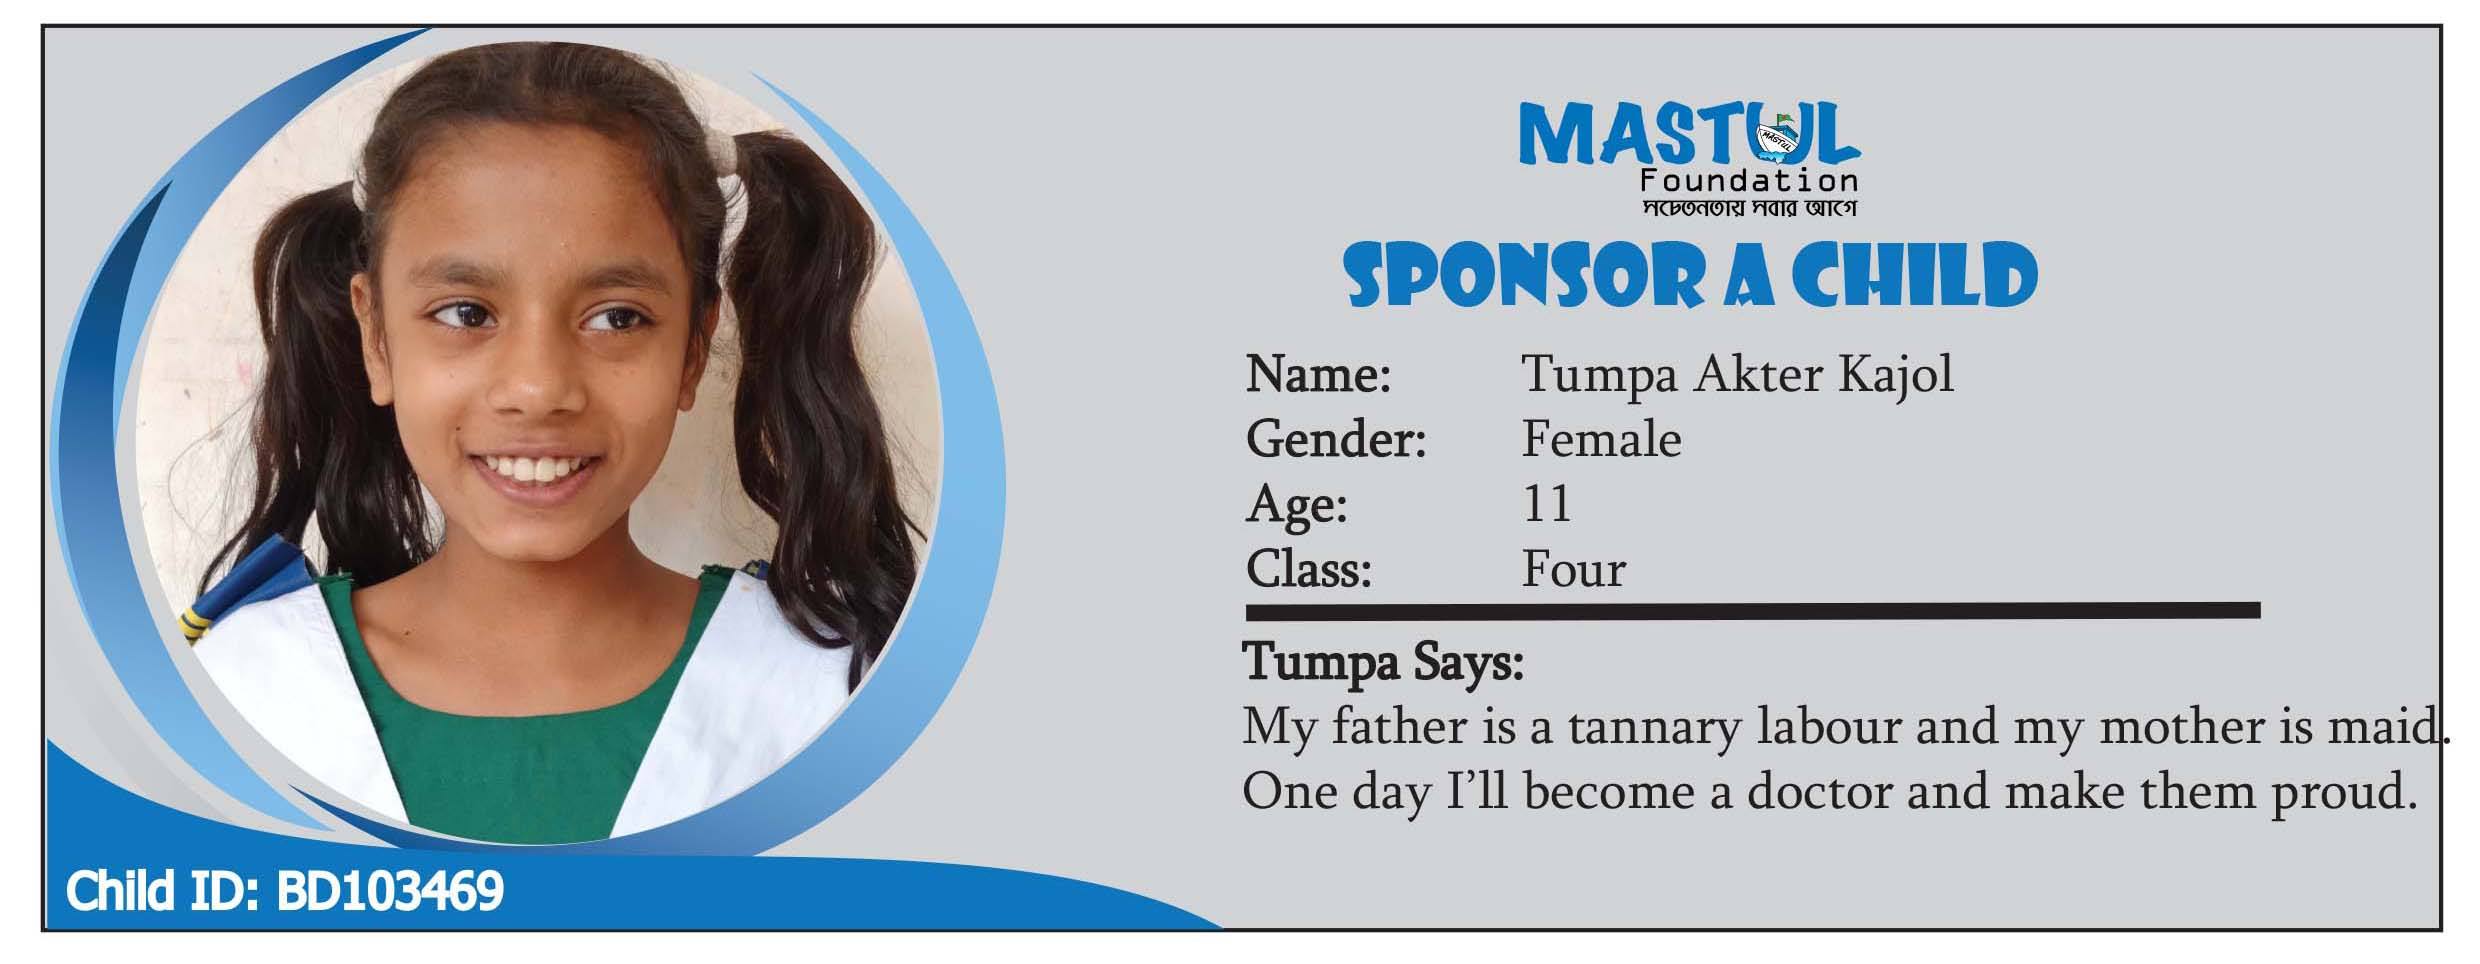 MASTUL
MASTUL
Foundation
সচেতনতায় সবার আগে
SPONSOR A CHILD
Name: Tumpa Akter Kajol
Gender: Female
Age: 11
Class: Four
Tumpa Says:
My father is a tannary labour and my mother is maid.
One day I'll become a doctor and make them proud.
Child ID: BD103469